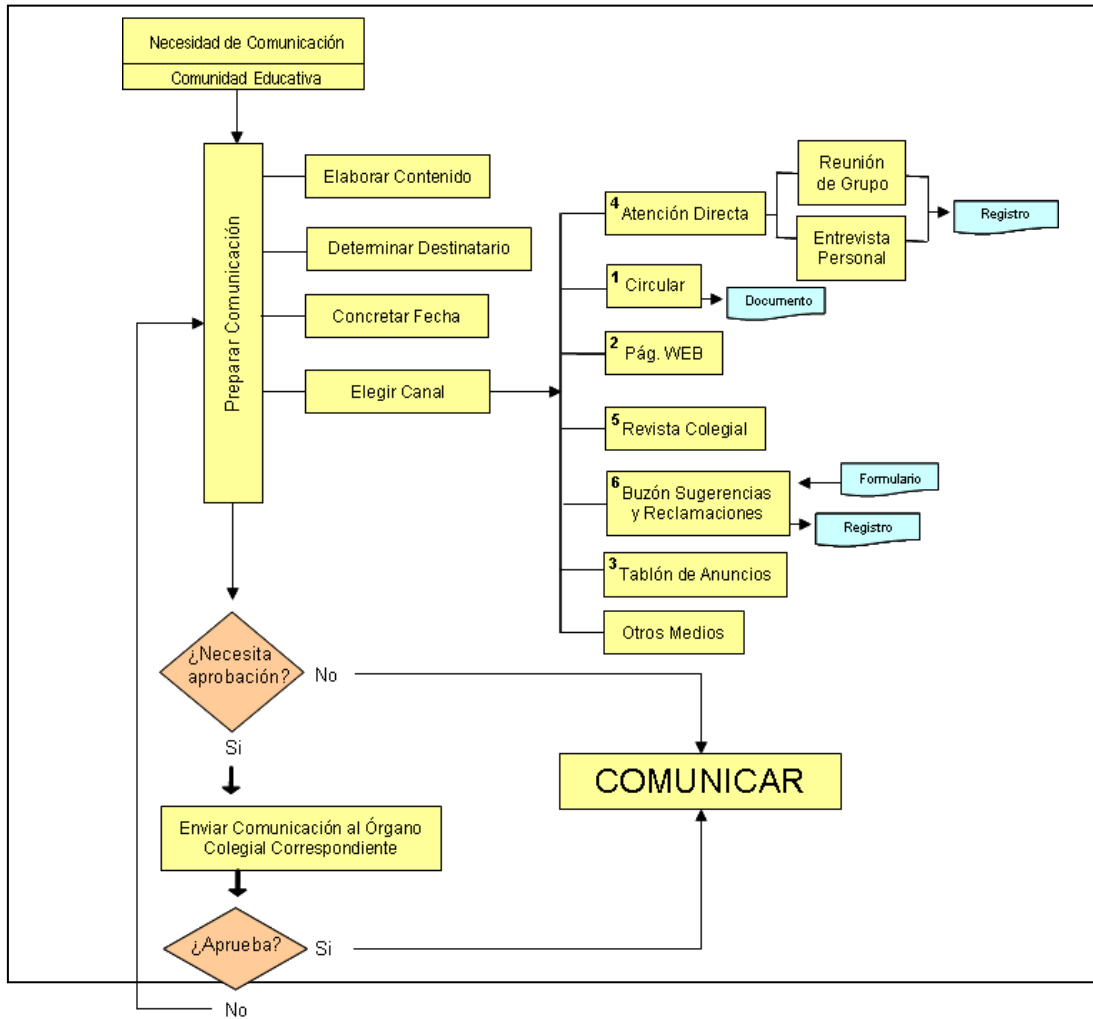 Necesidad de Comunicación
Comunidad Educativa
Preparar Comunicación
Elaborar Contenido
Determinar Destinatario
Concretar Fecha
Elegir Canal
4 Atención Directa
Reunión
de Grupo
Entrevista
Personal
Registro
1 Circular
Documento
2 Pág. WEB
5 Revista Colegial
6 Buzón Sugerencias
y Reclamaciones
Formulario
Registro
3 Tablón de Anuncios
Otros Medios
¿Necesita
aprobación?
No
Si
Enviar Comunicación al Órgano
Colegial Correspondiente
COMUNICAR
¿Aprueba?
Si
No